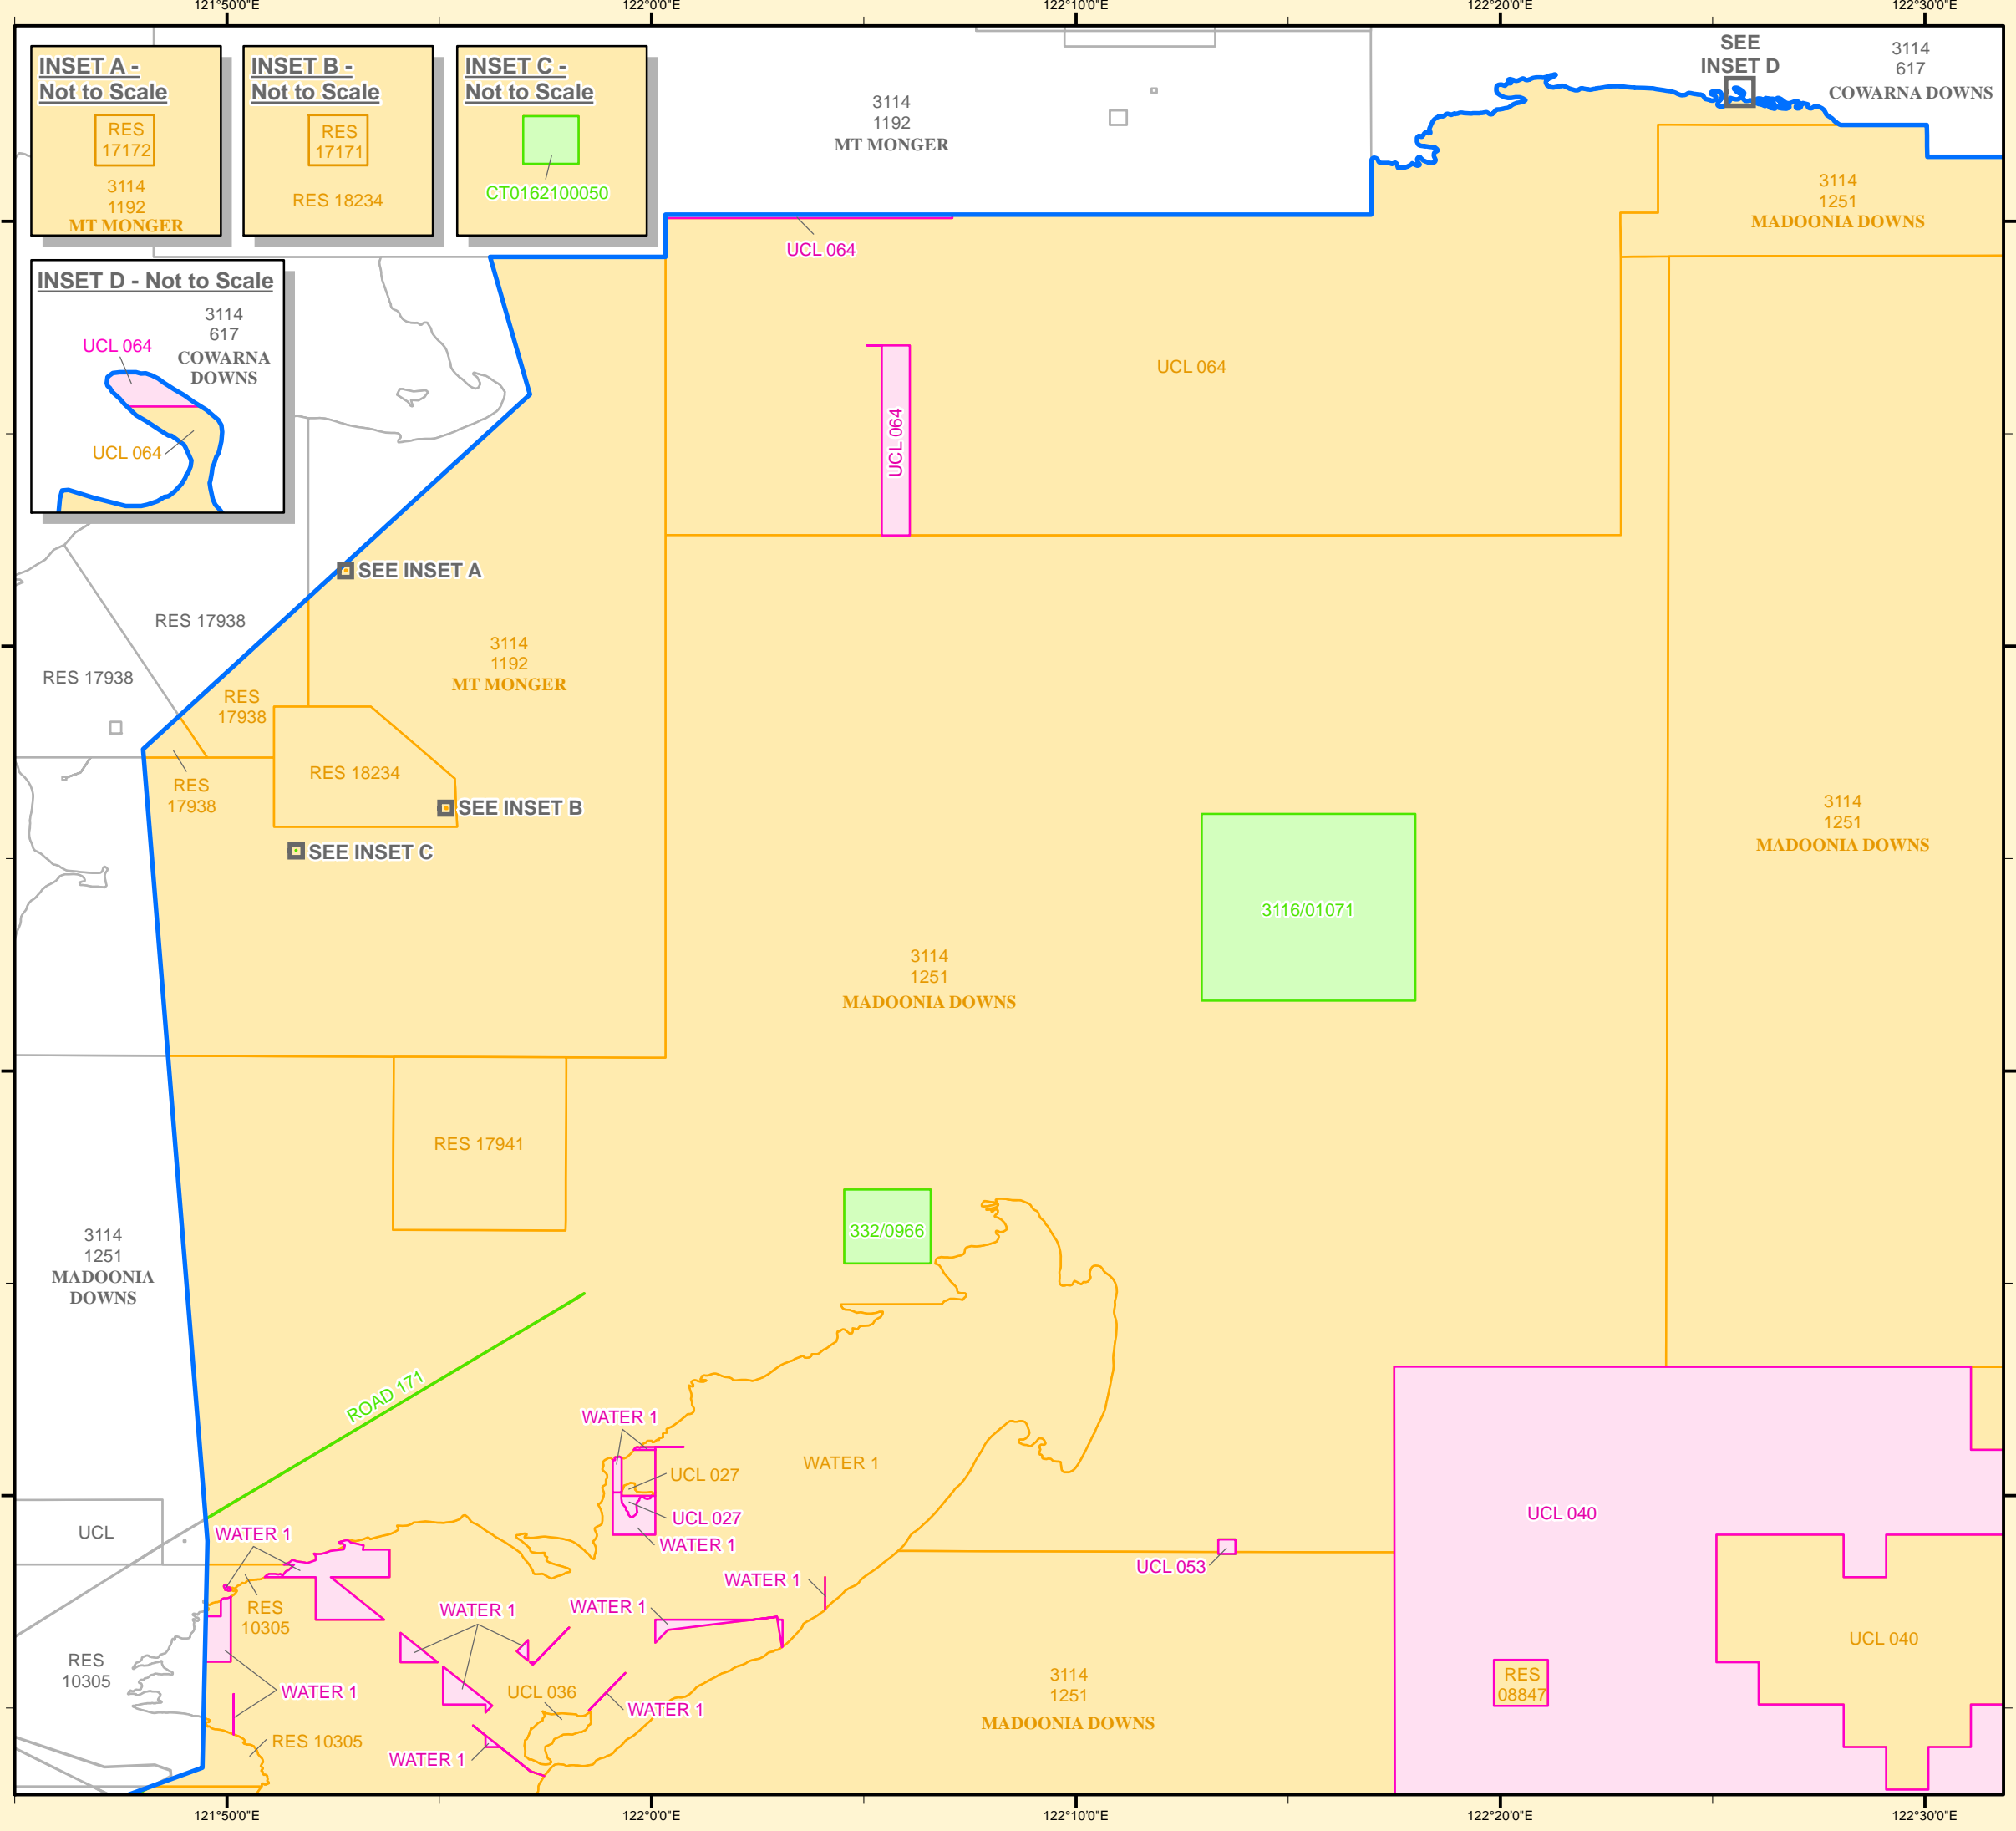 121°50'0"E
122°0'0"E
122°10'0"E
122°20'0"E
122°30'0"E
INSET A -
Not to Scale
RES
17172
3114
1192
MT MONGER
INSET B -
Not to Scale
RES
17171
RES 18234
INSET C -
Not to Scale
CT0162100050
3114
1192
MT MONGER
SEE
INSET D
3114
617
COWARNA DOWNS
3114
1251
MADOONIA DOWNS
UCL 064
INSET D - Not to Scale
3114
617
COWARNA
DOWNS
UCL 064
UCL 064
UCL 064
UCL 064
SEE INSET A
RES 17938
RES 17938
3114
1192
MT MONGER
RES
17938
RES 18234
RES
17938
SEE INSET B
SEE INSET C
3114
1251
MADOONIA DOWNS
3116/01071
3114
1251
MADOONIA DOWNS
RES 17941
332/0966
3114
1251
MADOONIA
DOWNS
ROAD 171
WATER 1
WATER 1
UCL 027
UCL 027
WATER 1
UCL 040
UCL
WATER 1
UCL 053
WATER 1
WATER 1
WATER 1
RES
10305
UCL 040
RES
10305
WATER 1
UCL 036
WATER 1
3114
1251
MADOONIA DOWNS
RES
08847
RES 10305
WATER 1
121°50'0"E
122°0'0"E
122°10'0"E
122°20'0"E
122°30'0"E